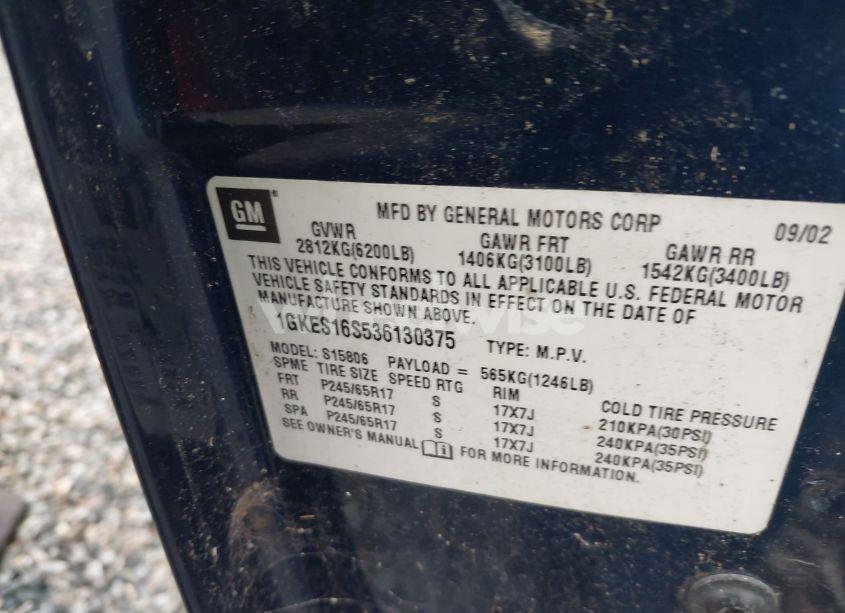 GM ®
MFD BY GENERAL MOTORS CORP 09/02
GVWR GAWR FRT GAWR RR
2812KG(6200LB) 1406KG(3100LB) 1542KG(3400LB)
THIS VEHICLE CONFORMS TO ALL APPLICABLE U.S. FEDERAL MOTOR
VEHICLE SAFETY STANDARDS IN EFFECT ON THE DATE OF
MANUFACTURE SHOWN ABOVE.
1GKES16S536130375 TYPE: M.P.V.
MODEL: S15806 PAYLOAD = 565KG(1246LB)
SPME TIRE SIZE SPEED RTG RIM COLD TIRE PRESSURE
FRT P245/65R17 S 17X7J 210KPA(30PSI)
RR P245/65R17 S 17X7J 240KPA(35PSI)
SPA P245/65R17 S 17X7J 240KPA(35PSI)
SEE OWNER'S MANUAL FOR MORE INFORMATION.